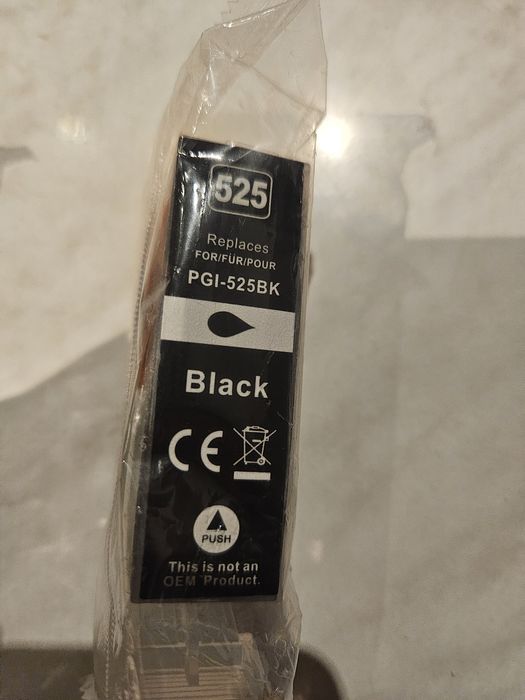 525
Replaces
FOR/FÜR/POUR
PGI-525BK
Black
CE
PUSH
This is not an
OEM Product.